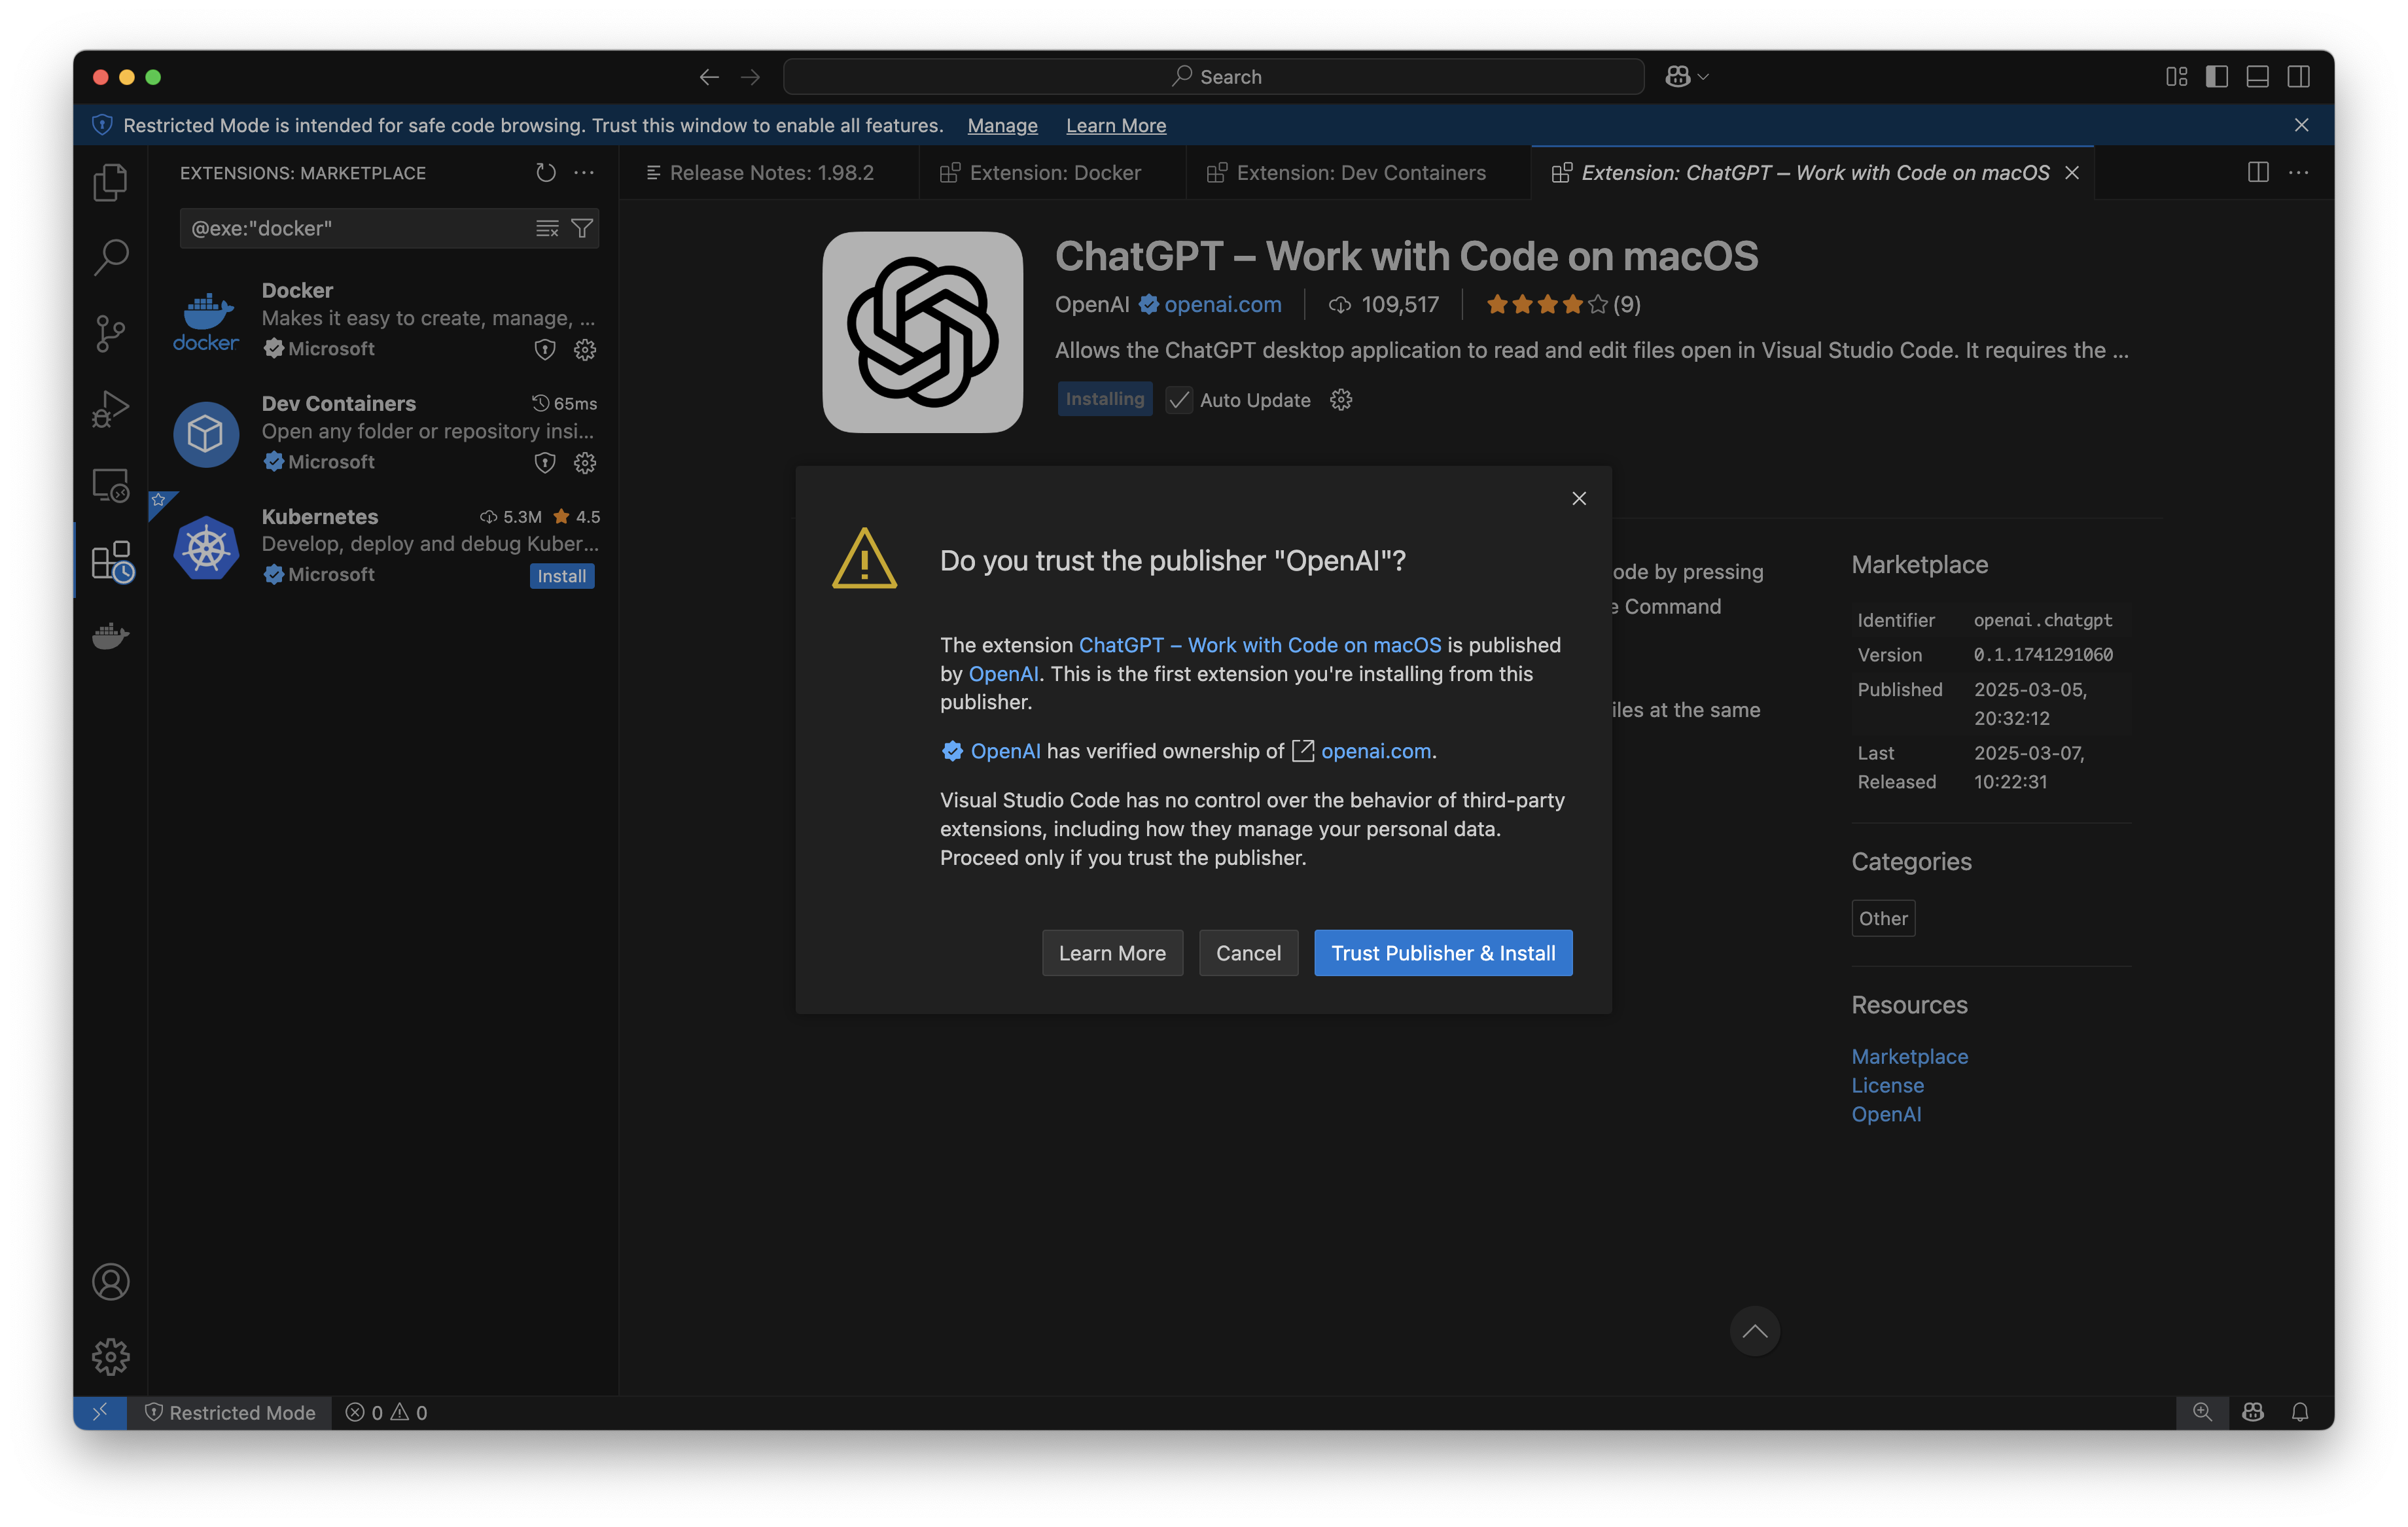 Search
Restricted Mode is intended for safe code browsing. Trust this window to enable all features. Manage Learn More
EXTENSIONS: MARKETPLACE
@exe:"docker"
Docker
Makes it easy to create, manage, ...
Microsoft
docker
Dev Containers 65ms
Open any folder or repository insi...
Microsoft
Kubernetes 5.3M 4.5
Develop, deploy and debug Kuber...
Microsoft Install
Release Notes: 1.98.2 Extension: Docker Extension: Dev Containers Extension: ChatGPT – Work with Code on macOS
ChatGPT – Work with Code on macOS
OpenAI openai.com 109,517 (9)
Allows the ChatGPT desktop application to read and edit files open in Visual Studio Code. It requires the ...
Installing Auto Update
Do you trust the publisher "OpenAI"?
The extension ChatGPT – Work with Code on macOS is published
by OpenAI. This is the first extension you're installing from this
publisher.
OpenAI has verified ownership of openai.com.
Visual Studio Code has no control over the behavior of third-party
extensions, including how they manage your personal data.
Proceed only if you trust the publisher.
Learn More Cancel Trust Publisher & Install
ode by pressing
e Command
iles at the same
Marketplace
Identifier openai.chatgpt
Version 0.1.1741291060
Published 2025-03-05,
20:32:12
Last 2025-03-07,
Released 10:22:31
Categories
Other
Resources
Marketplace
License
OpenAI
Restricted Mode 0 0